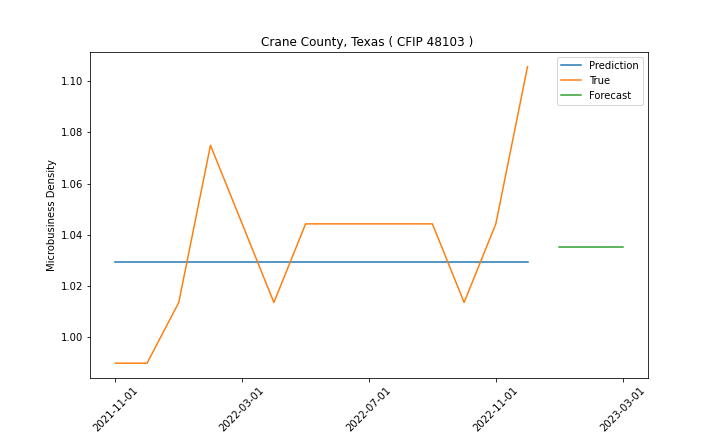 Crane County, Texas ( CFIP 48103 )
Prediction
True
Forecast
Microbusiness Density
1.10
1.08
1.06
1.04
1.02
1.00
2021-11-01
2022-03-01
2022-07-01
2022-11-01
2023-03-01